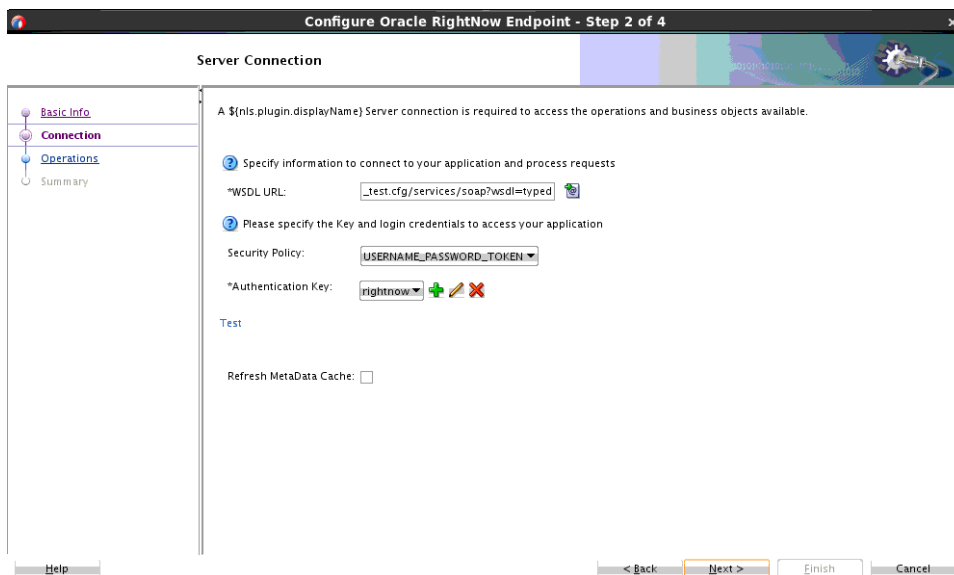 Configure Oracle RightNow Endpoint - Step 2 of 4
Server Connection
Basic Info
Connection
Operations
Summary
A ${nls.plugin.displayName} Server connection is required to access the operations and business objects available.
Specify information to connect to your application and process requests
*WSDL URL: _test.cfg/services/soap?wsdl=typed
Please specify the Key and login credentials to access your application
Security Policy: USERNAME_PASSWORD_TOKEN
*Authentication Key: rightnow
Test
Refresh MetaData Cache:
Help < Back Next > Finish Cancel